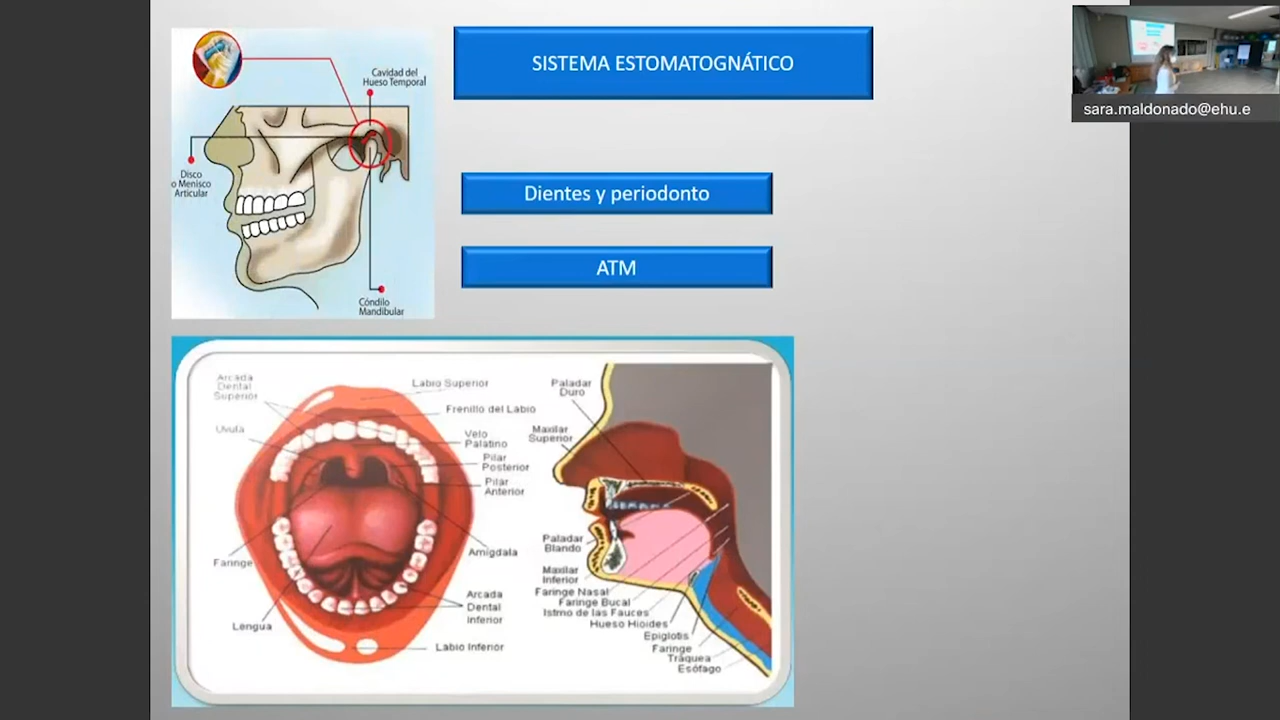 SISTEMA ESTOMATOGNÁTICO
sara.maldonado@ehu.e
Cavidad del
Hueso Temporal
Disco
o Menisco
Articular
Cóndilo
Mandibular
Dientes y periodonto
ATM
Arcada
Dental
Superior
Labio Superior
Frenillo del Labio
Uvula
Velo
Palatino
Pilar
Posterior
Pilar
Anterior
Faringe
Amigdala
Arcada
Dental
Inferior
Lengua
Labio Inferior
Paladar
Duro
Maxilar
Superior
Paladar
Blando
Maxilar
Inferior
Faringe Nasal
Faringe Bucal
Istmo de las Fauces
Hueso Hioides
Epiglotis
Faringe
Tráquea
Esófago